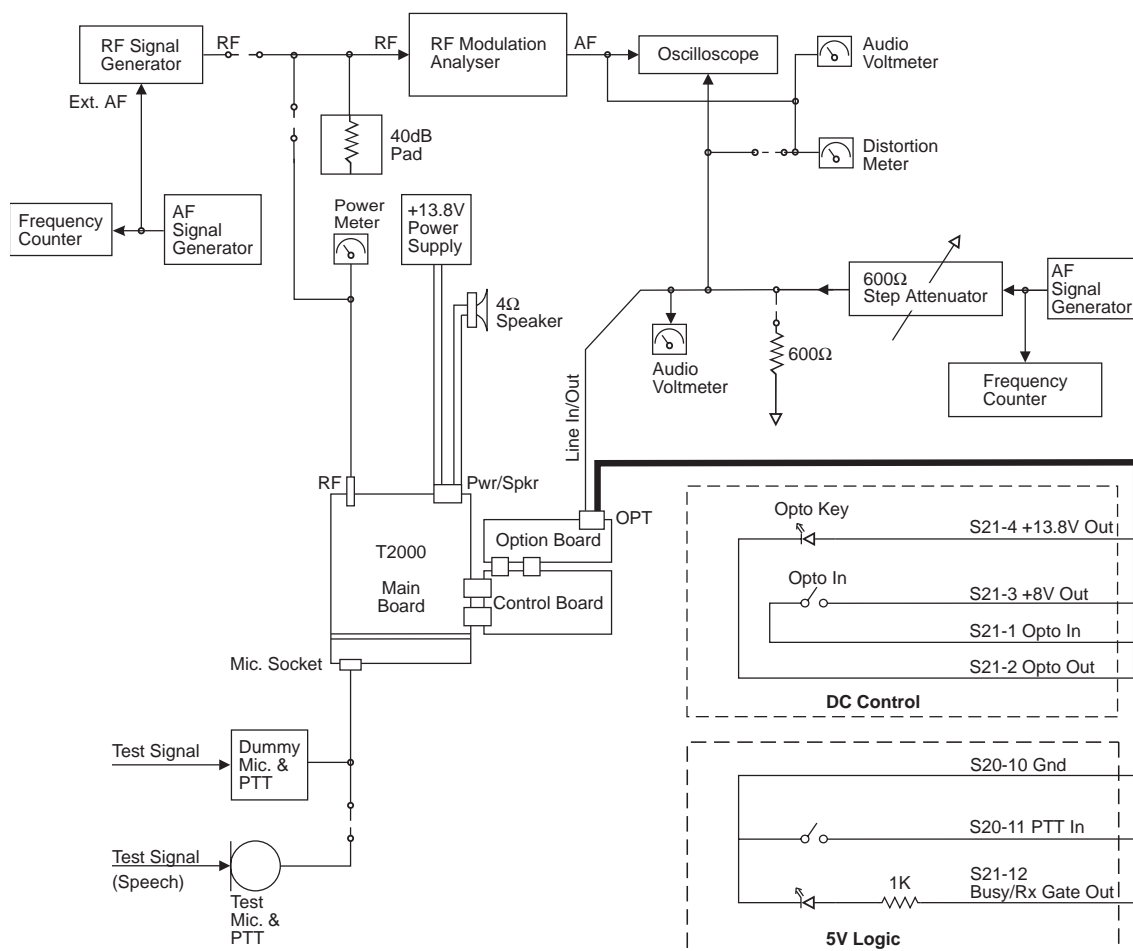 RF Signal
Generator
RF
RF
RF Modulation
Analyser
AF
Oscilloscope
Audio
Voltmeter
Ext. AF
40dB
Pad
Distortion
Meter
Frequency
Counter
AF
Signal
Generator
Power
Meter
+13.8V
Power
Supply
4Ω
Speaker
600Ω
Step Attenuator
AF
Signal
Generator
Audio
Voltmeter
600Ω
Frequency
Counter
Line In/Out
RF
Pwr/Spkr
OPT
T2000
Main
Board
Option Board
Control Board
Mic. Socket
Opto Key
S21-4 +13.8V Out
Opto In
S21-3 +8V Out
S21-1 Opto In
S21-2 Opto Out
DC Control
Test Signal
Dummy
Mic. &
PTT
Test Signal
(Speech)
Test
Mic. &
PTT
S20-10 Gnd
S20-11 PTT In
1K
S21-12
Busy/Rx Gate Out
5V Logic